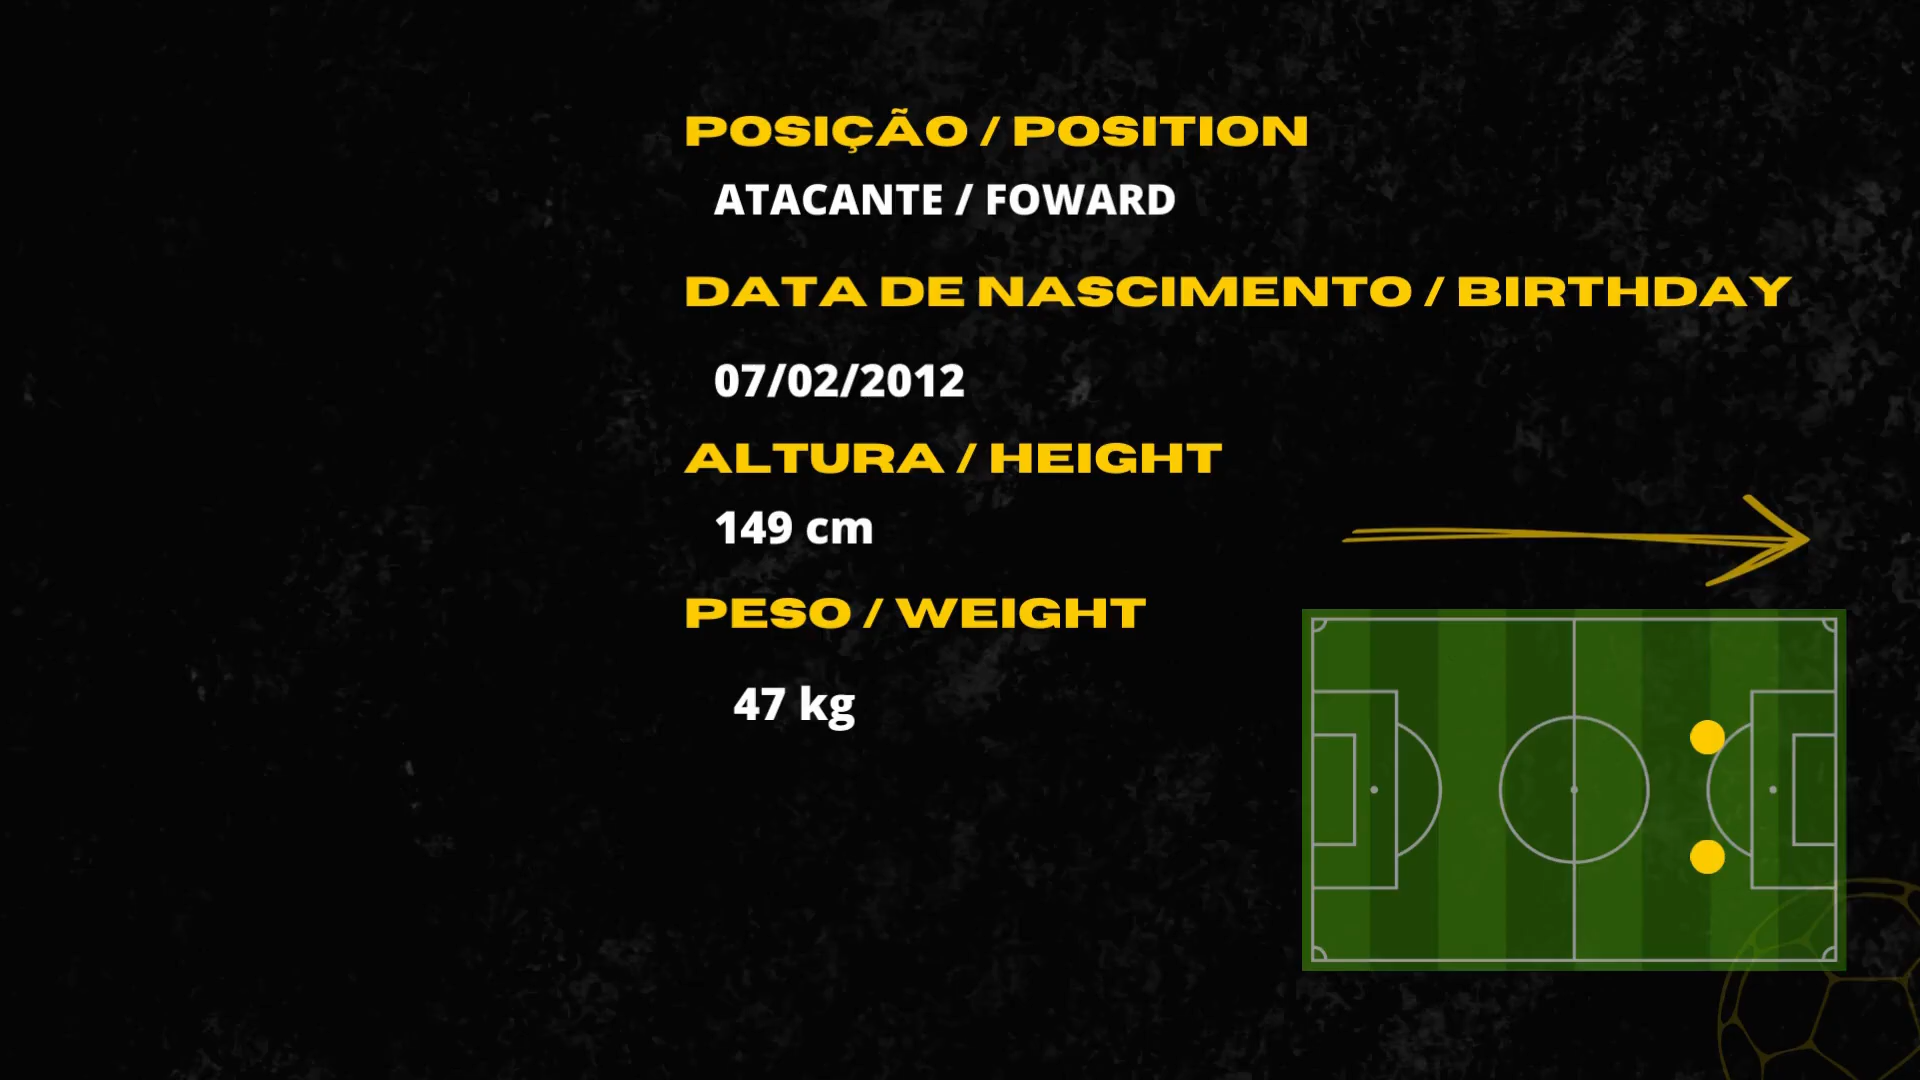 POSIÇÃO / POSITION
ATACANTE / FOWARD
DATA DE NASCIMENTO / BIRTHDAY
07/02/2012
ALTURA / HEIGHT
149 cm
PESO / WEIGHT
47 kg